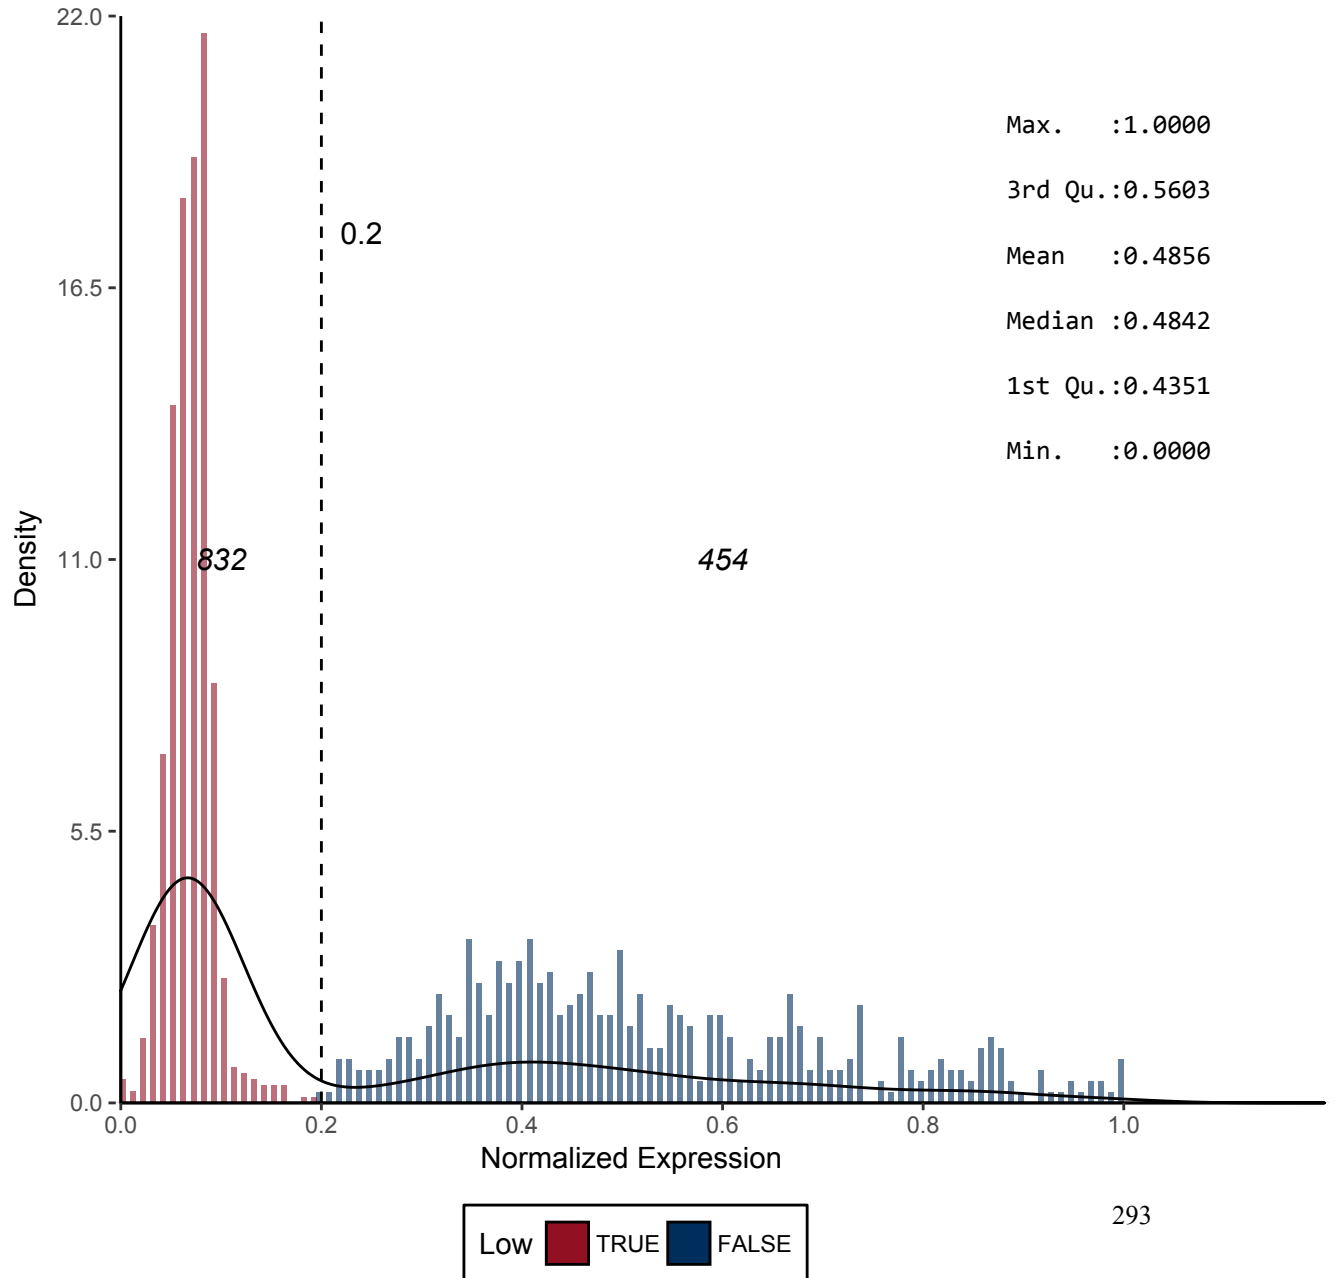 22.0
Max. :1.0000
3rd Qu.:0.5603
0.2
Mean :0.4856
16.5
Median :0.4842
1st Qu.:0.4351
Min. :0.0000
Density
11.0
832
454
5.5
0.0
0.0 0.2 0.4 0.6 0.8 1.0
Normalized Expression
293
Low TRUE FALSE